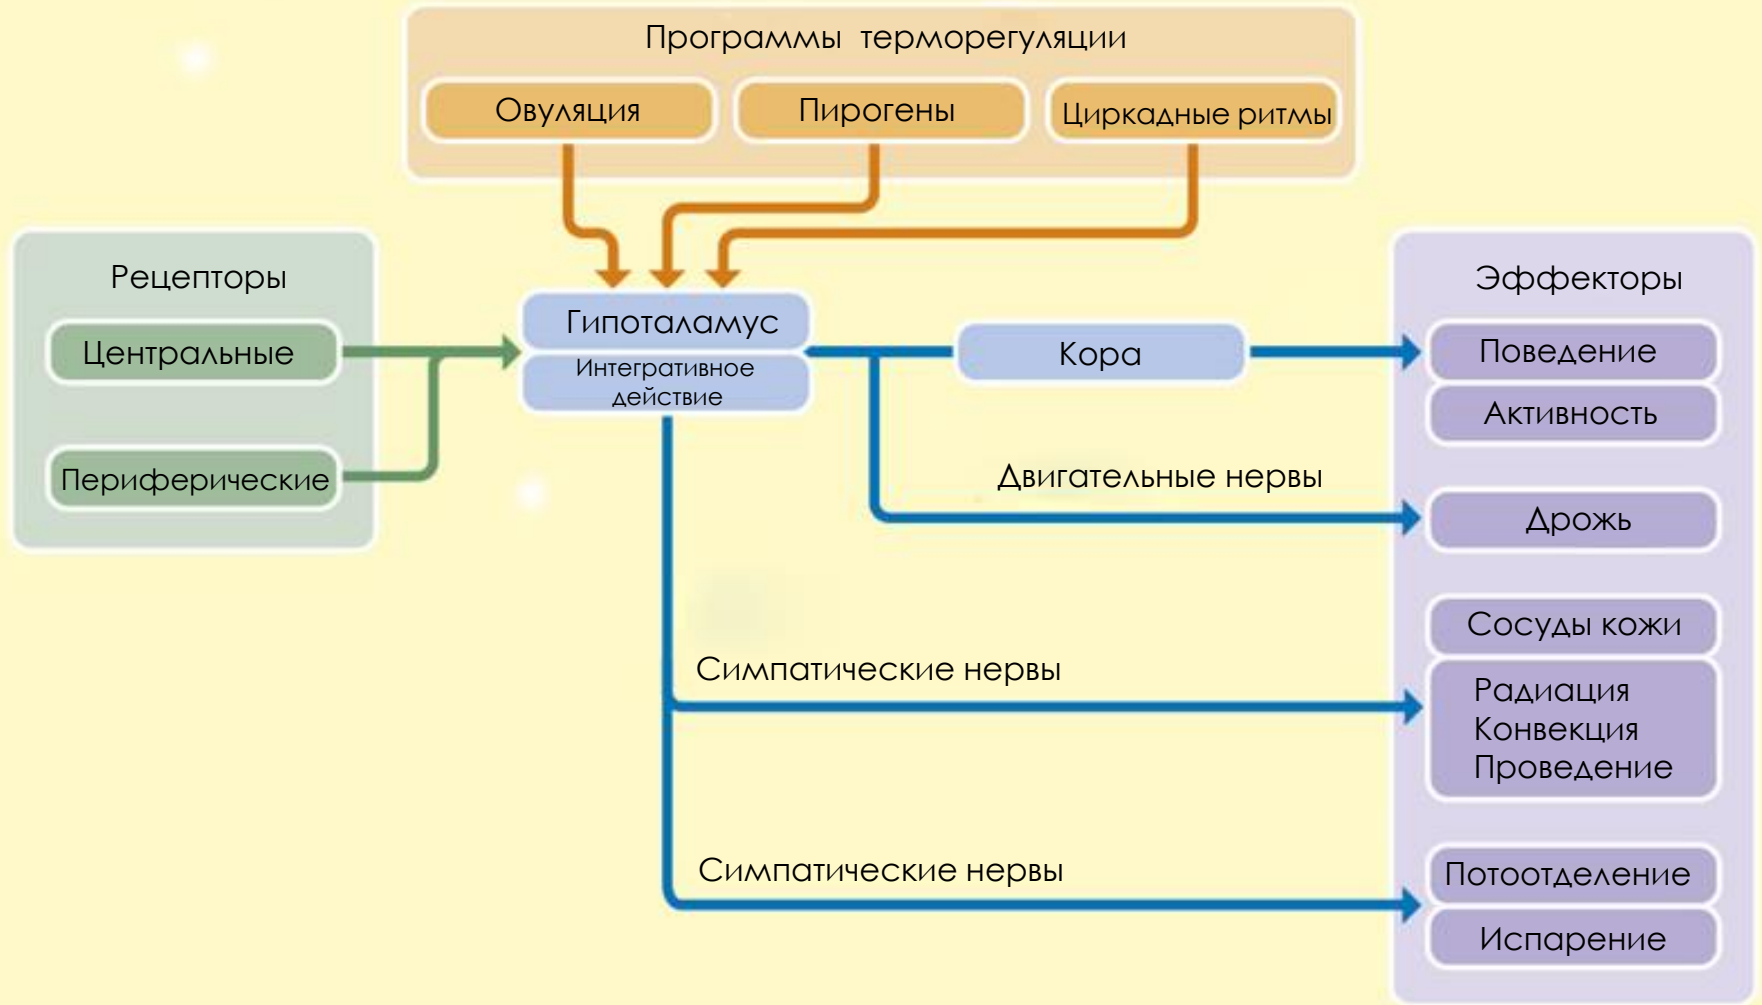 Программы терморегуляции
Овуляция
Пирогены
Циркадные ритмы
Рецепторы
Центральные
Периферические
Гипоталамус
Интегративное
действие
Кора
Двигательные нервы
Симпатические нервы
Симпатические нервы
Эффекторы
Поведение
Активность
Дрожь
Сосуды кожи
Радиация
Конвекция
Проведение
Потоотделение
Испарение